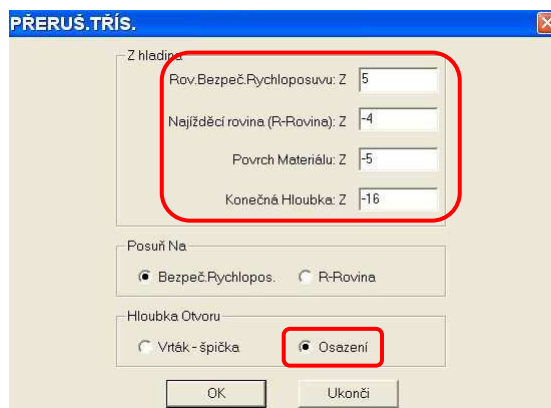 PŘERUŠ.TŘÍS.
Z hladina
Rov.Bezpeč.Rychloposuvu: Z 5
Najížděcí rovina (R-Rovina): Z -4
Povrch Materiálu: Z -5
Konečná Hloubka: Z -16
Posuň Na
Bezpeč.Rychlopos. R-Rovina
Hloubka Otvoru
Vrták - špička Osazení
OK Ukonči